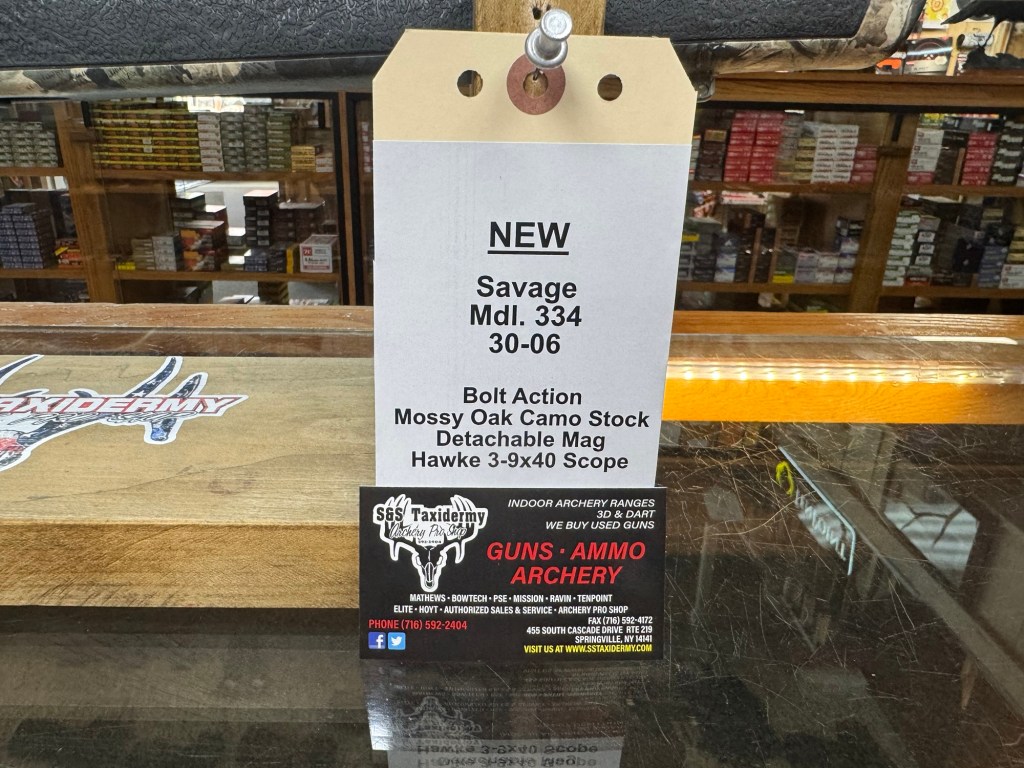 NEW
Savage
Mdl. 334
30-06
Bolt Action
Mossy Oak Camo Stock
Detachable Mag
Hawke 3-9x40 Scope
AXIDERMY
S&S Taxidermy
Archery Pro Shop
INDOOR ARCHERY RANGES
3D & DART
WE BUY USED GUNS
GUNS · AMMO
ARCHERY
MATHEWS · BOWTECH · PSE · MISSION · RAVIN · TENPOINT
ELITE · HOYT · AUTHORIZED SALES & SERVICE · ARCHERY PRO SHOP
PHONE (716) 592-2404
FAX (716) 592-4172
455 SOUTH CASCADE DRIVE RTE 219
SPRINGVILLE, NY 14141
VISIT US AT WWW.SSTAXIDERMY.COM